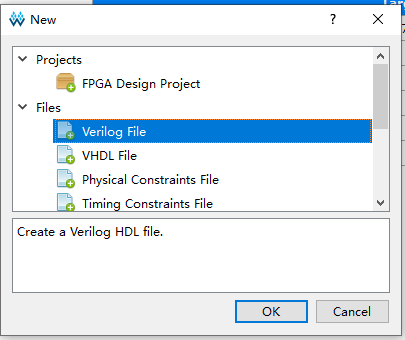 New
?
Projects
FPGA Design Project
Files
Verilog File
VHDL File
Physical Constraints File
Timing Constraints File
Create a Verilog HDL file.
OK
Cancel